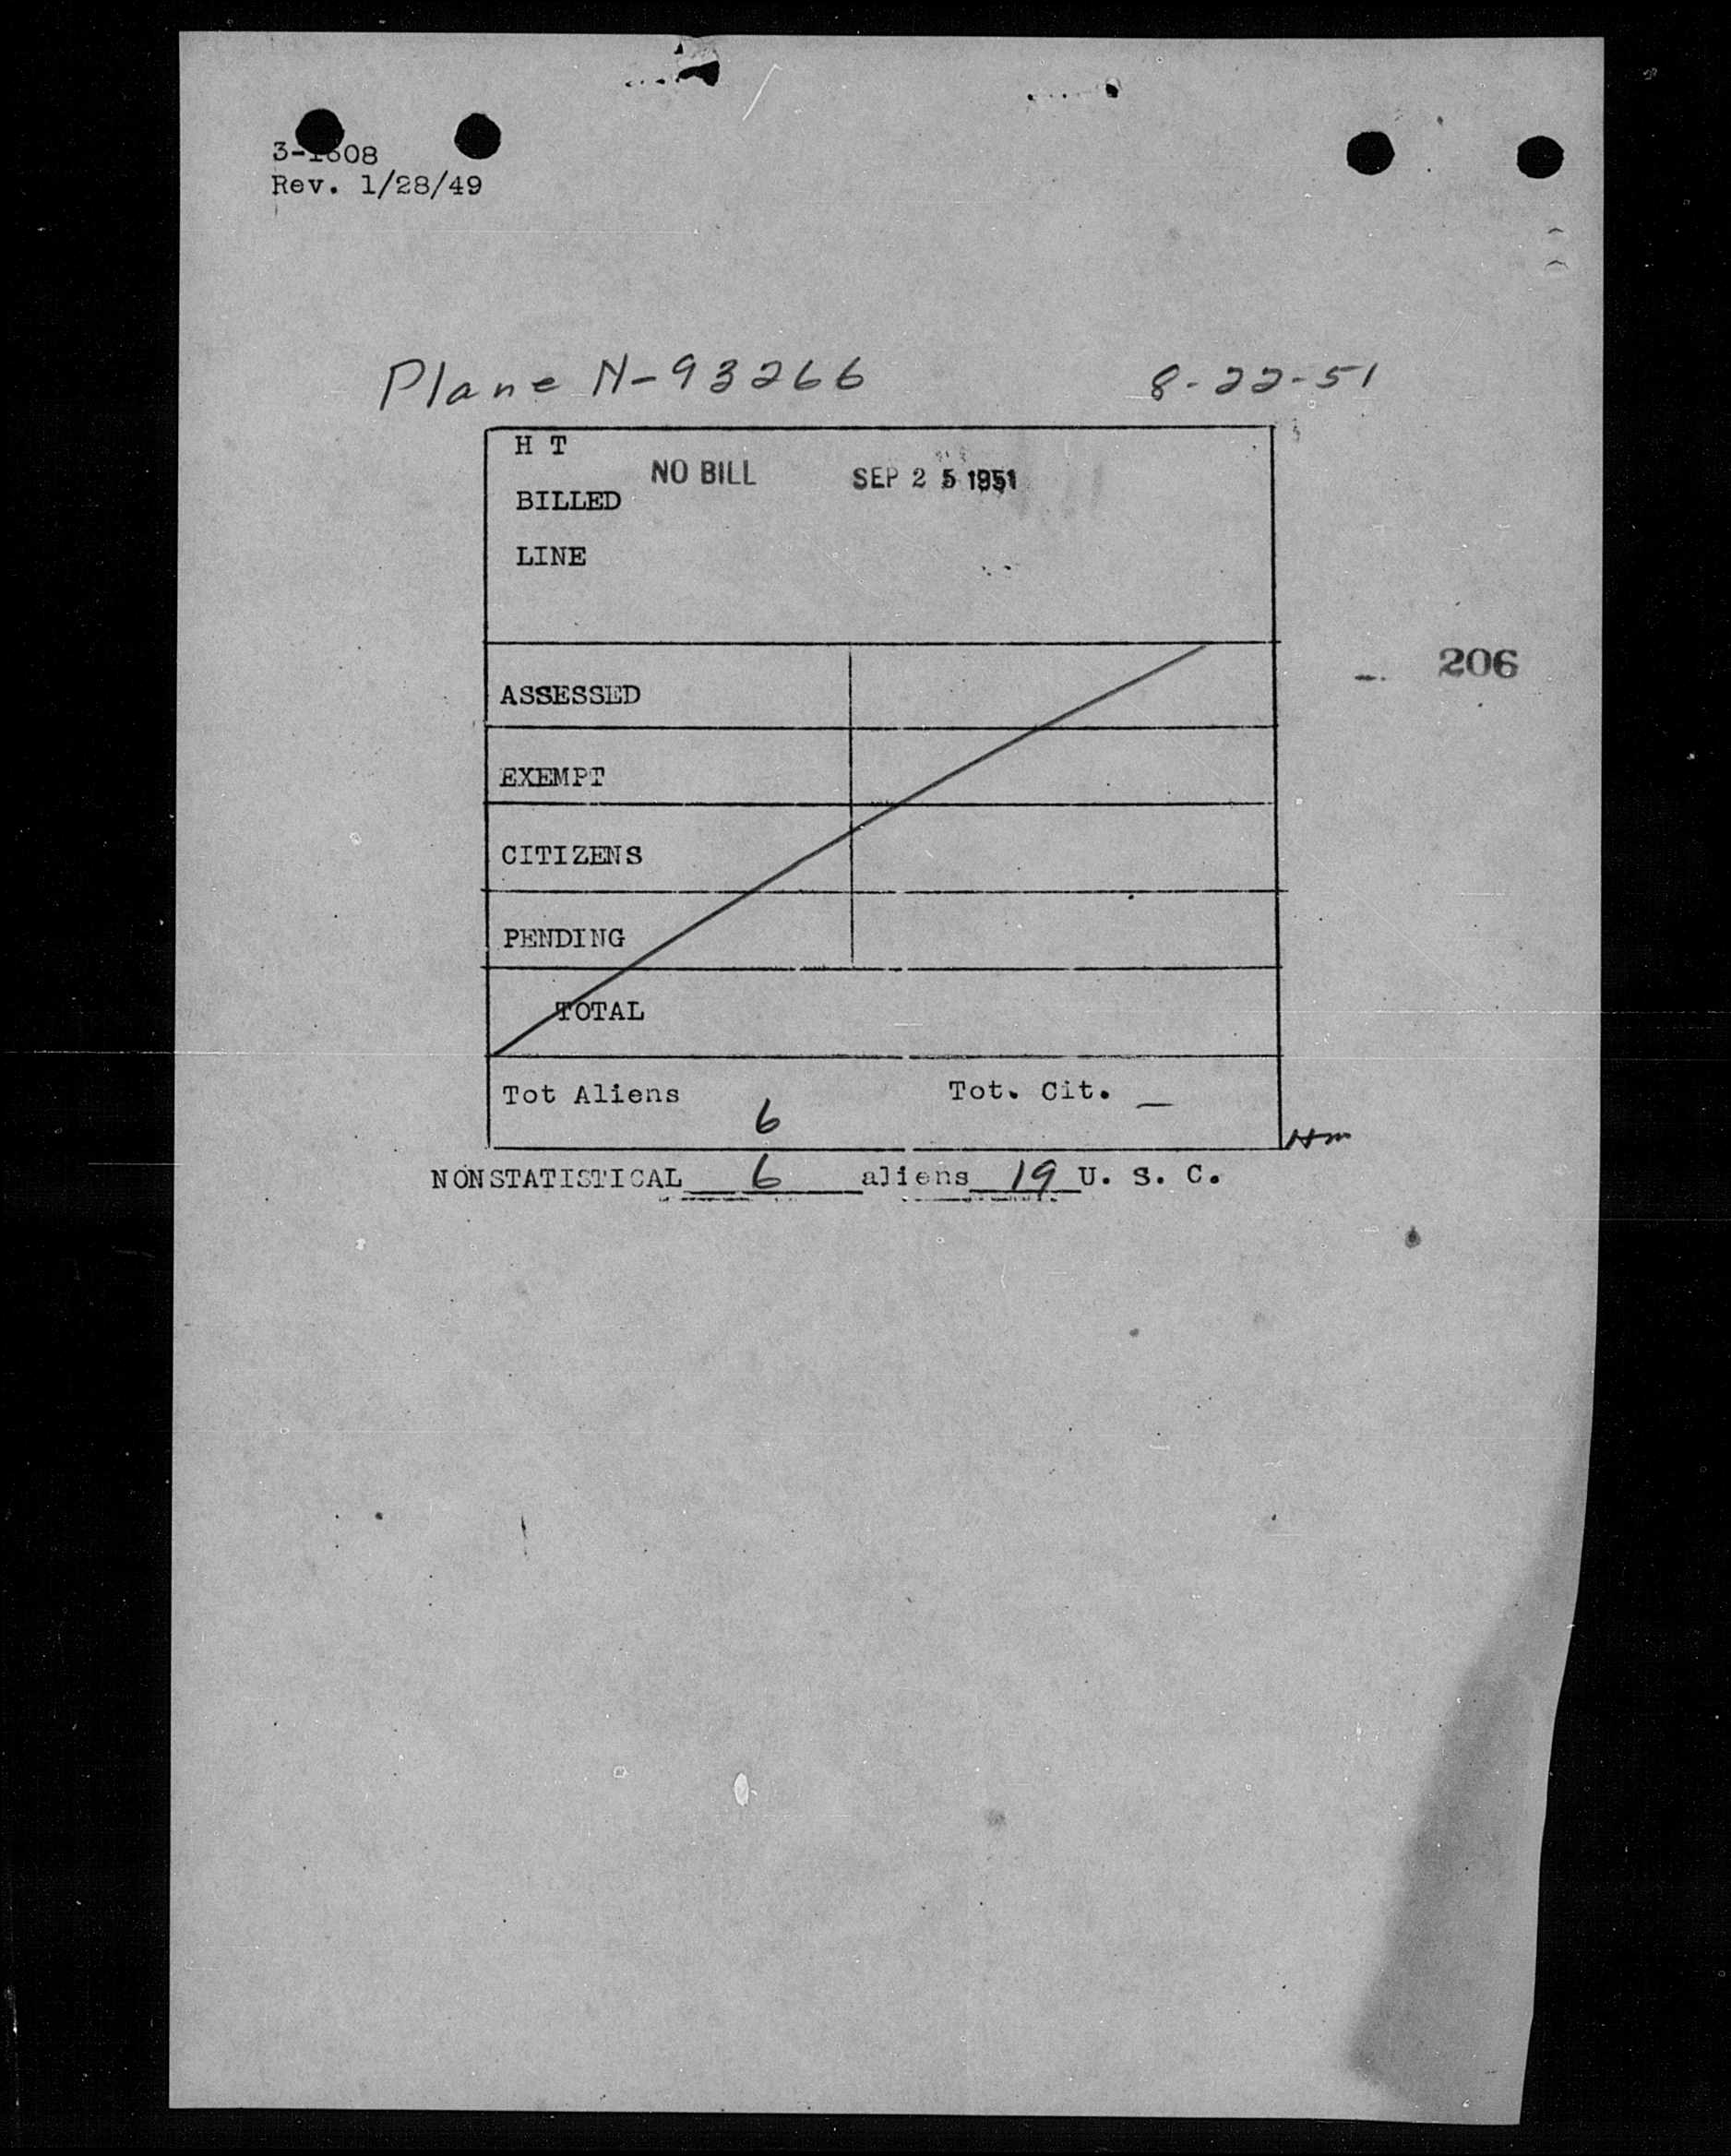 3-1608
Rev. 1/28/49
Plane N-93266 8-22-51
H T
NO BILL SEP 25 1951
BILLED
LINE
206
ASSESSED
EXEMPT
CITIZENS
PENDING
TOTAL
Tot Aliens 6 Tot. Cit. —
Hm
NONSTATISTICAL 6 aliens 19 U. S. C.